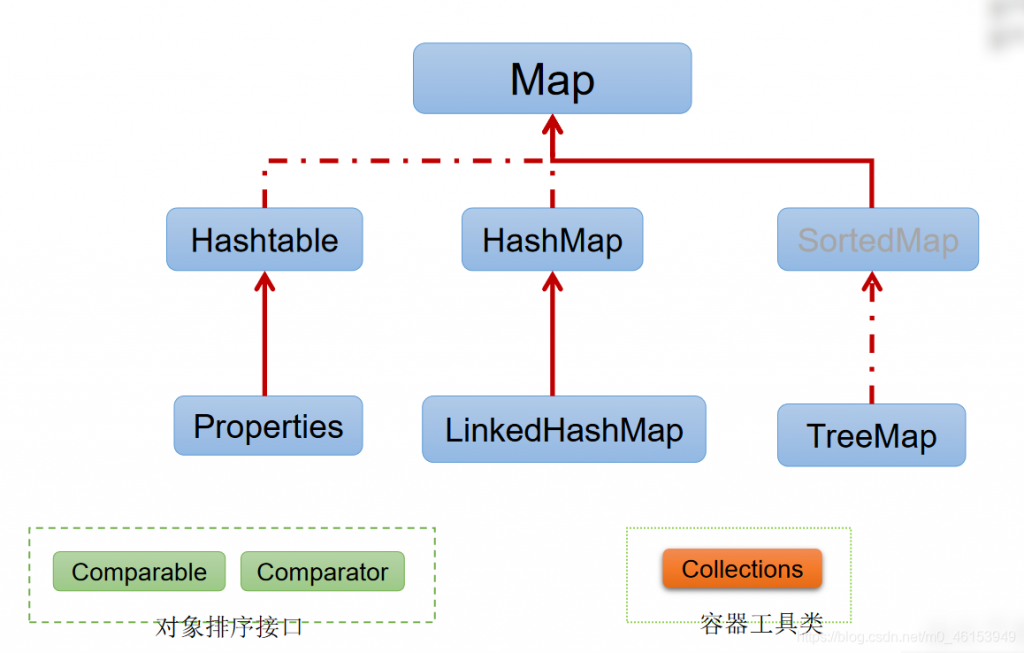 Map
Hashtable
HashMap
SortedMap
Properties
LinkedHashMap
TreeMap
Comparable
Comparator
Collections
对象排序接口
容器工具类
https://blog.csdn.net/m0_46153949